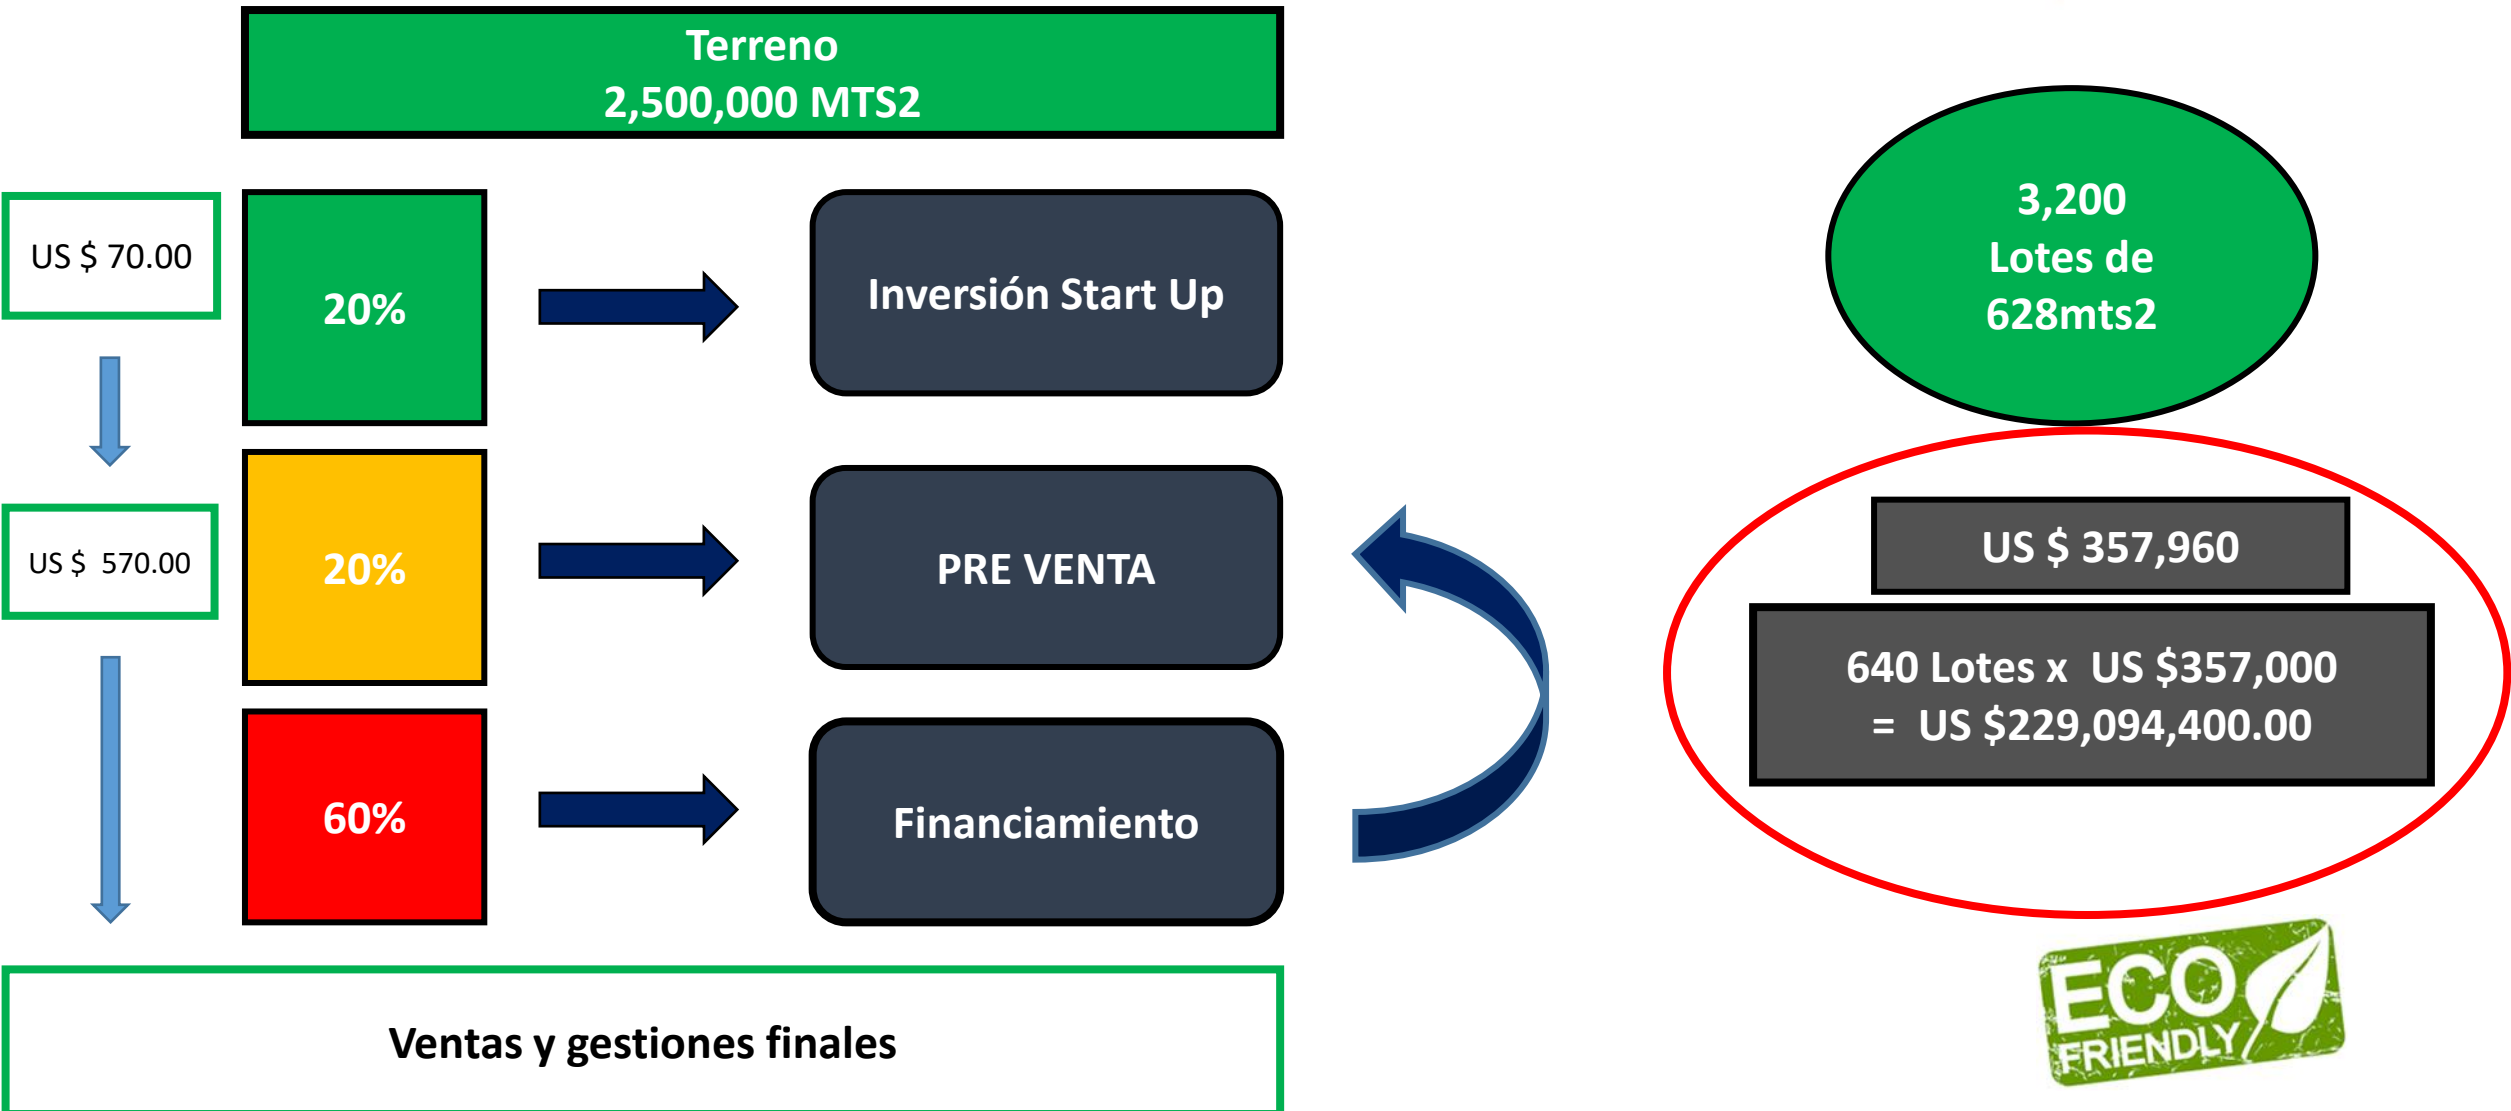 Terreno
2,500,000 MTS2
US $ 70.00
20%
Inversión Start Up
3,200
Lotes de
628mts2
US $  570.00
20%
PRE VENTA
US $ 357,960
640 Lotes x  US $357,000
=  US $229,094,400.00
60%
Financiamiento
Ventas y gestiones finales
ECO
FRIENDLY